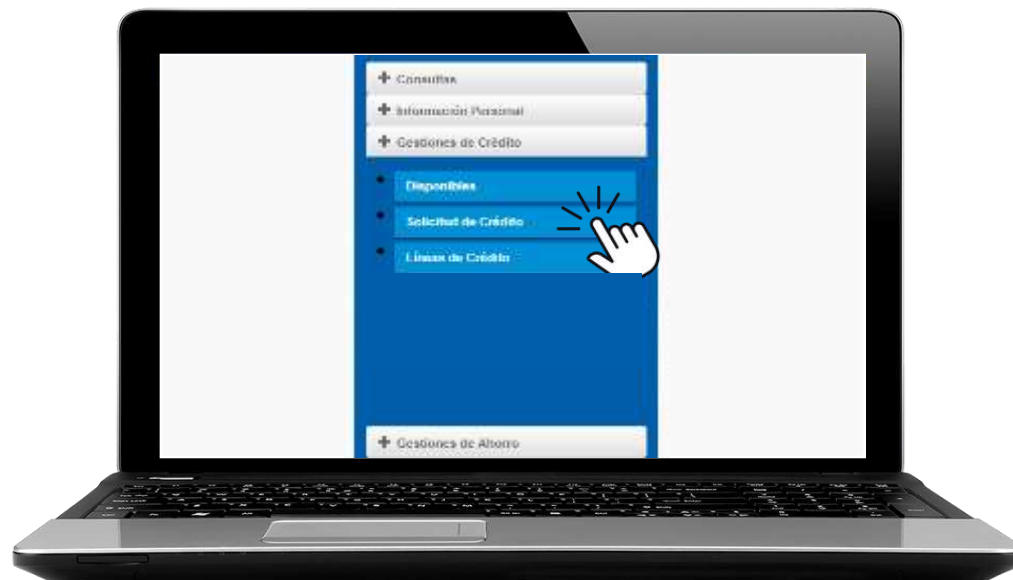 + Consultas
+ Información Personal
+ Gestiones de Crédito
Disponibles
Solicitud de Crédito
Líneas de Crédito
+ Gestiones de Ahorro